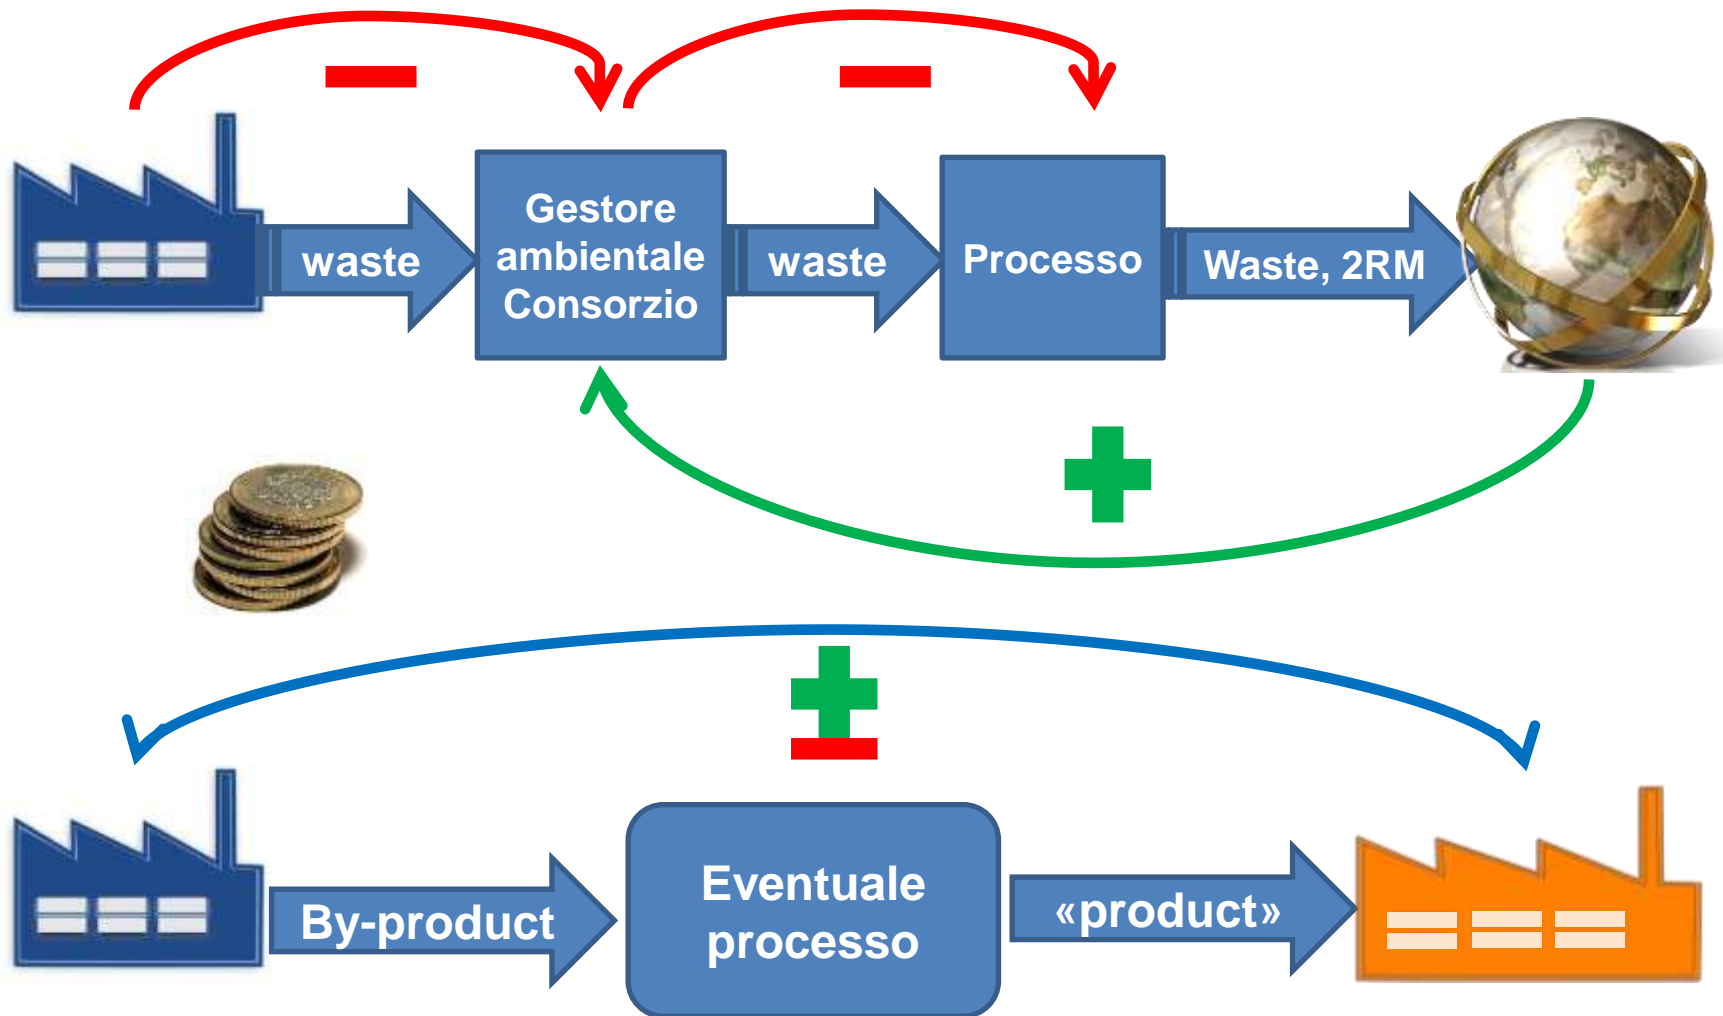 waste
Gestore
ambientale
Consorzio
waste
Processo
Waste, 2RM
By-product
Eventuale
processo
«product»